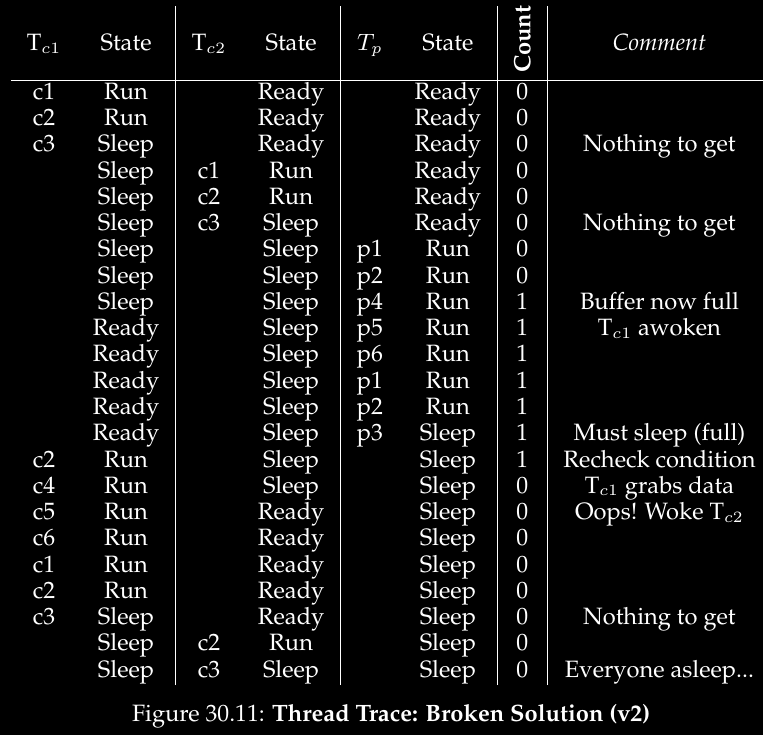 T_c1 State T_c2 State T_p State Count Comment
c1 Run Ready Ready 0
c2 Run Ready Ready 0
c3 Sleep Ready Ready 0 Nothing to get
Sleep c1 Run Ready 0
Sleep c2 Run Ready 0
Sleep c3 Sleep Ready 0 Nothing to get
Sleep Sleep p1 Run 0
Sleep Sleep p2 Run 0
Sleep Sleep p4 Run 1 Buffer now full
Ready Sleep p5 Run 1 T_c1 awoken
Ready Sleep p6 Run 1
Ready Sleep p1 Run 1
Ready Sleep p2 Run 1
Ready Sleep p3 Sleep 1 Must sleep (full)
c2 Run Sleep Sleep 1 Recheck condition
c4 Run Sleep Sleep 0 T_c1 grabs data
c5 Run Ready Sleep 0 Oops! Woke T_c2
c6 Run Ready Sleep 0
c1 Run Ready Sleep 0
c2 Run Ready Sleep 0
c3 Sleep Ready Sleep 0 Nothing to get
Sleep c2 Run Sleep 0
Sleep c3 Sleep Sleep 0 Everyone asleep...
Figure 30.11: Thread Trace: Broken Solution (v2)